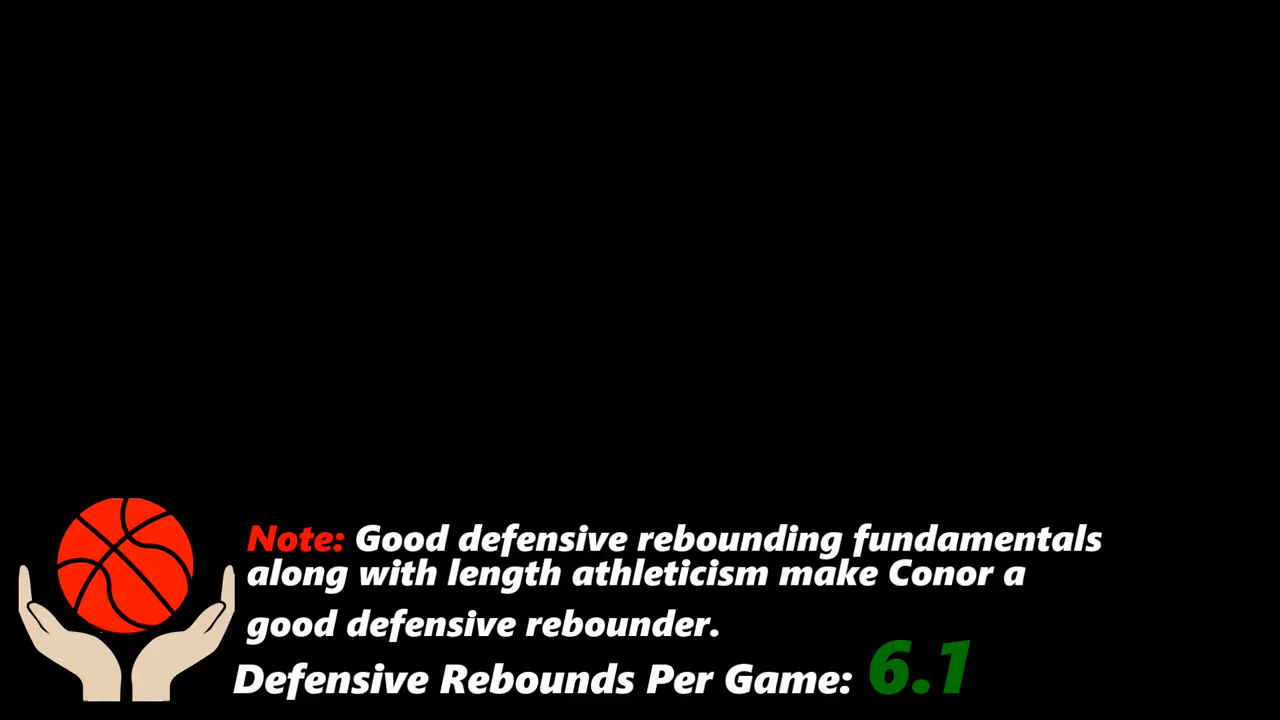 Note: Good defensive rebounding fundamentals
along with length athleticism make Conor a
good defensive rebounder.
Defensive Rebounds Per Game: 6.1